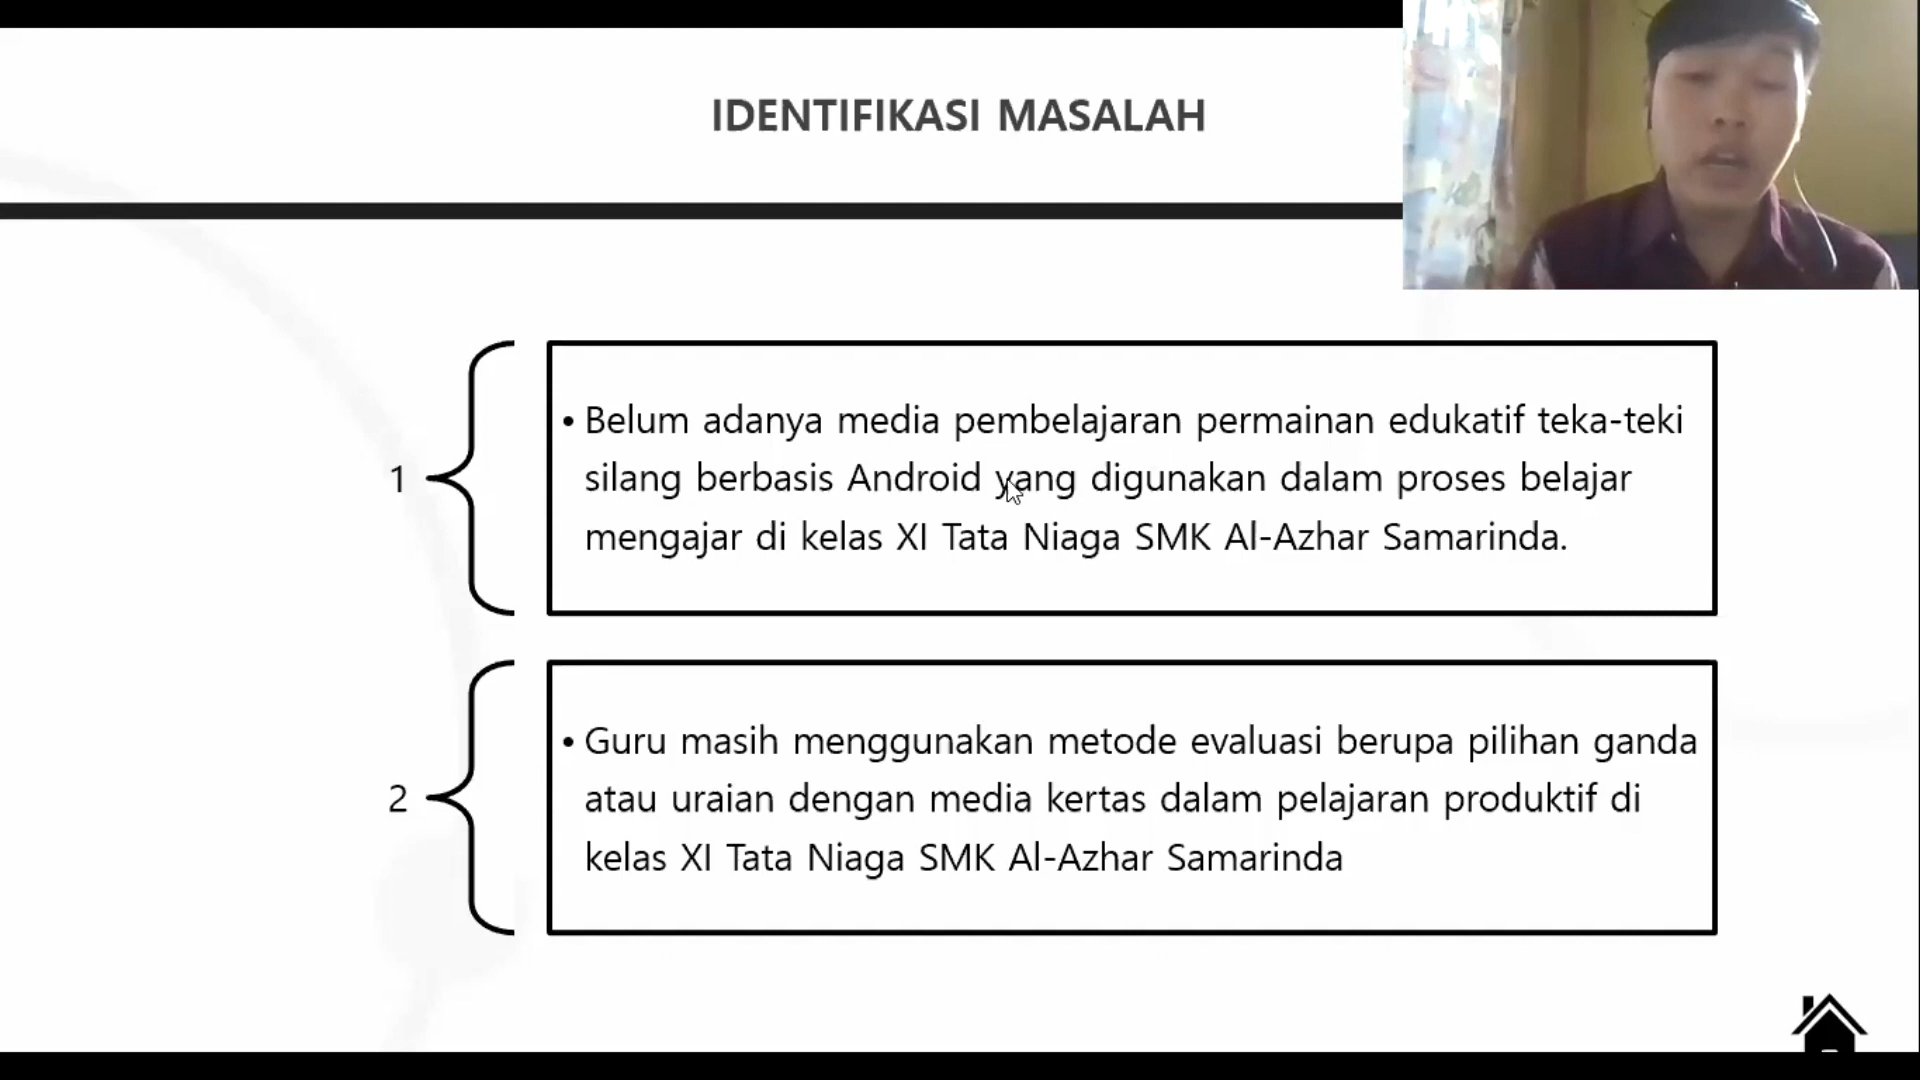 IDENTIFIKASI MASALAH
1
• Belum adanya media pembelajaran permainan edukatif teka-teki
silang berbasis Android yang digunakan dalam proses belajar
mengajar di kelas XI Tata Niaga SMK Al-Azhar Samarinda.
2
• Guru masih menggunakan metode evaluasi berupa pilihan ganda
atau uraian dengan media kertas dalam pelajaran produktif di
kelas XI Tata Niaga SMK Al-Azhar Samarinda